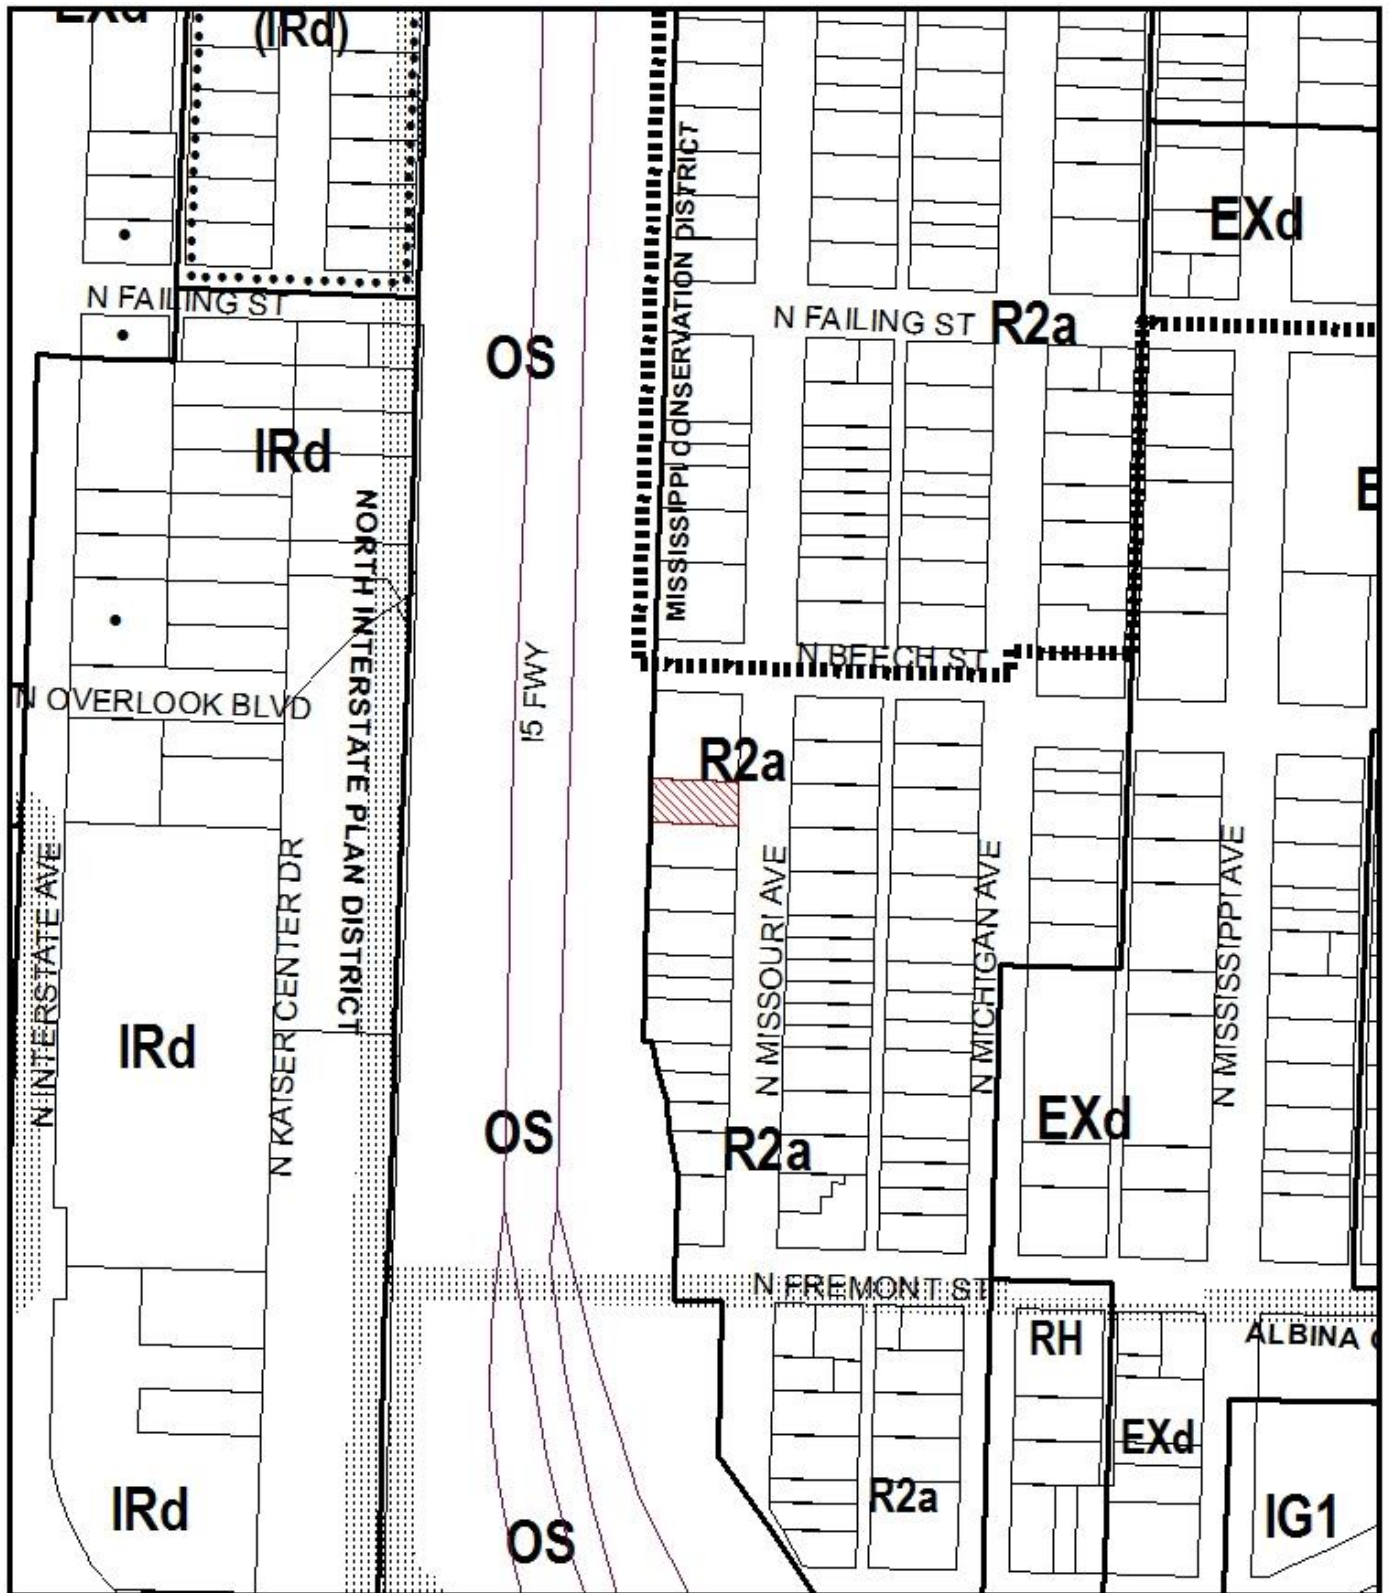 EXd
(IRd)
MISSISSIPPI CONSERVATION DISTRICT
EXd
N FAILING ST
N FAILING ST
R2a
OS
IRd
NORTH INTERSTATE PLAN DISTRICT
I5 FWY
N BEECH ST
N OVERLOOK BLVD
R2a
N INTERSTATE AVE
N KAISER CENTER DR
N MISSOURI AVE
N MICHIGAN AVE
N MISSISSIPPI AVE
IRd
EXd
OS
R2a
N FREMONT ST
RH
ALBINA
EXd
R2a
IRd
OS
IG1